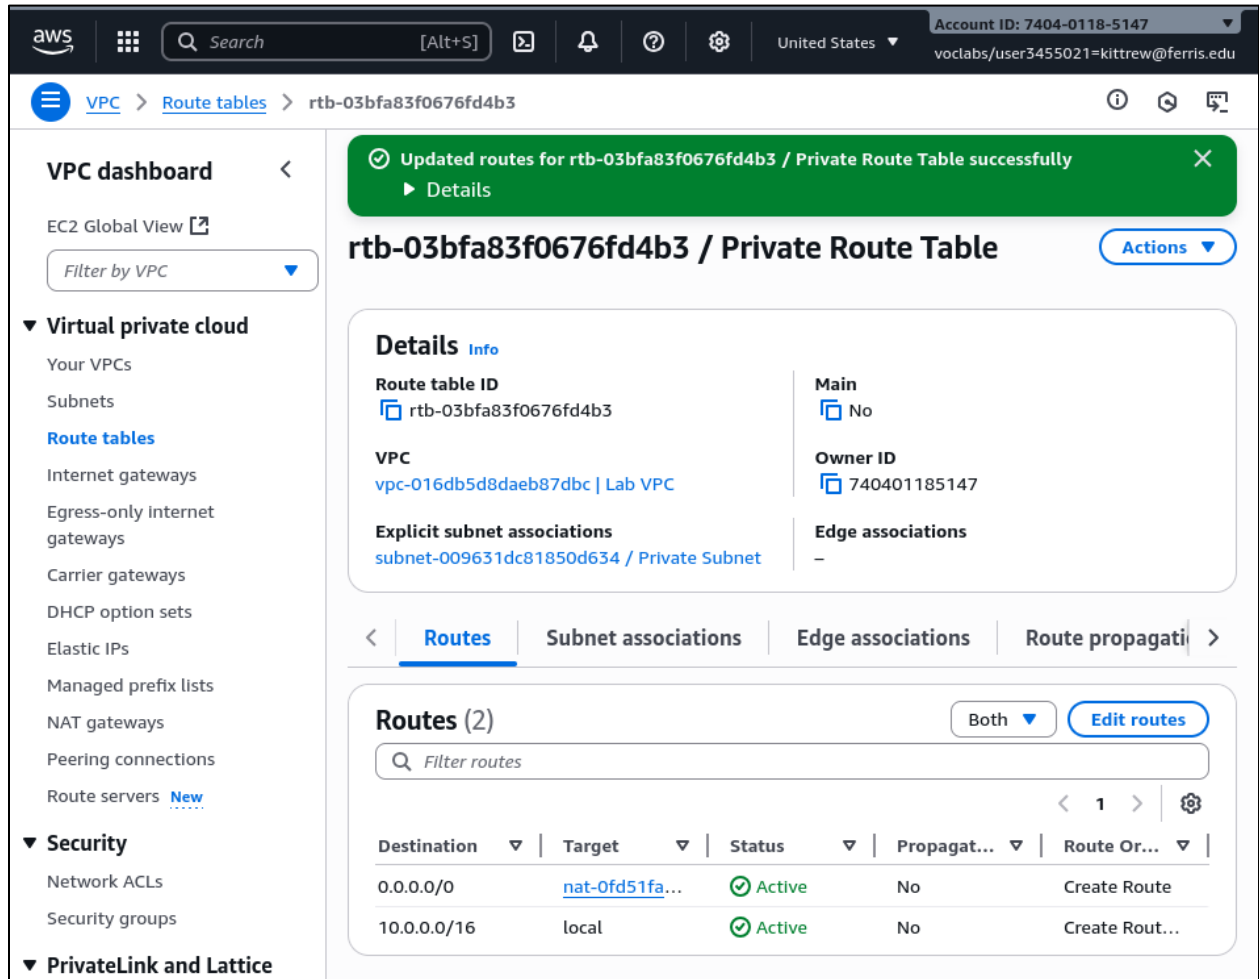 aws
Search [Alt+S]
United States
Account ID: 7404-0118-5147
voclabs/user3455021=kittrew@ferris.edu
VPC > Route tables > rtb-03bfa83f0676fd4b3
VPC dashboard
EC2 Global View
Filter by VPC
Virtual private cloud
Your VPCs
Subnets
Route tables
Internet gateways
Egress-only internet
gateways
Carrier gateways
DHCP option sets
Elastic IPs
Managed prefix lists
NAT gateways
Peering connections
Route servers New
Security
Network ACLs
Security groups
PrivateLink and Lattice
Updated routes for rtb-03bfa83f0676fd4b3 / Private Route Table successfully
Details
rtb-03bfa83f0676fd4b3 / Private Route Table
Actions
Details Info
Route table ID
rtb-03bfa83f0676fd4b3
Main
No
VPC
vpc-016db5d8daeb87dbc | Lab VPC
Owner ID
740401185147
Explicit subnet associations
subnet-009631dc81850d634 / Private Subnet
Edge associations
–
Routes Subnet associations Edge associations Route propagati
Routes (2)
Both Edit routes
Filter routes
1
Destination Target Status Propagat... Route Or...
0.0.0.0/0 nat-0fd51fa... Active No Create Route
10.0.0.0/16 local Active No Create Rout...